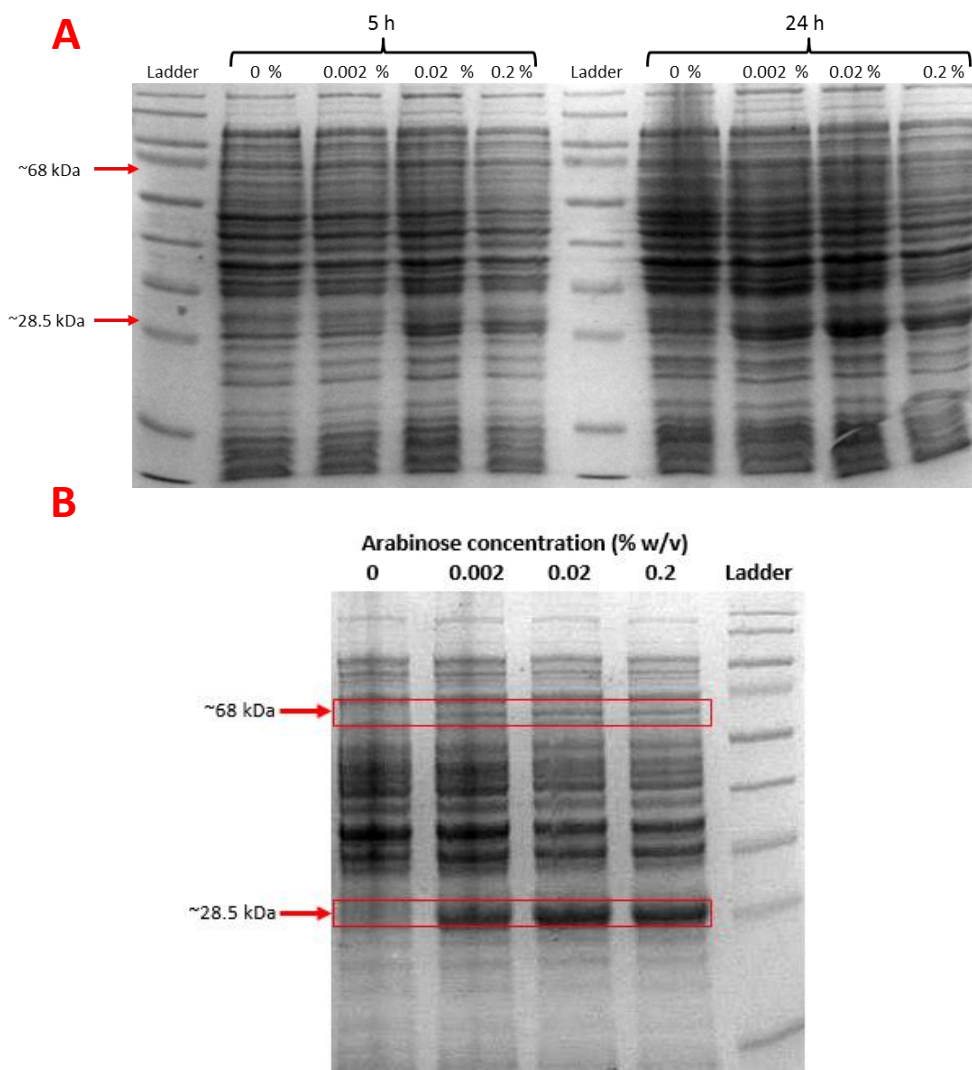 A
5 h
24 h
Ladder 0 % 0.002 % 0.02 % 0.2 % Ladder 0 % 0.002 % 0.02 % 0.2 %
~68 kDa
~28.5 kDa
B
Arabinose concentration (% w/v)
0 0.002 0.02 0.2 Ladder
~68 kDa
~28.5 kDa